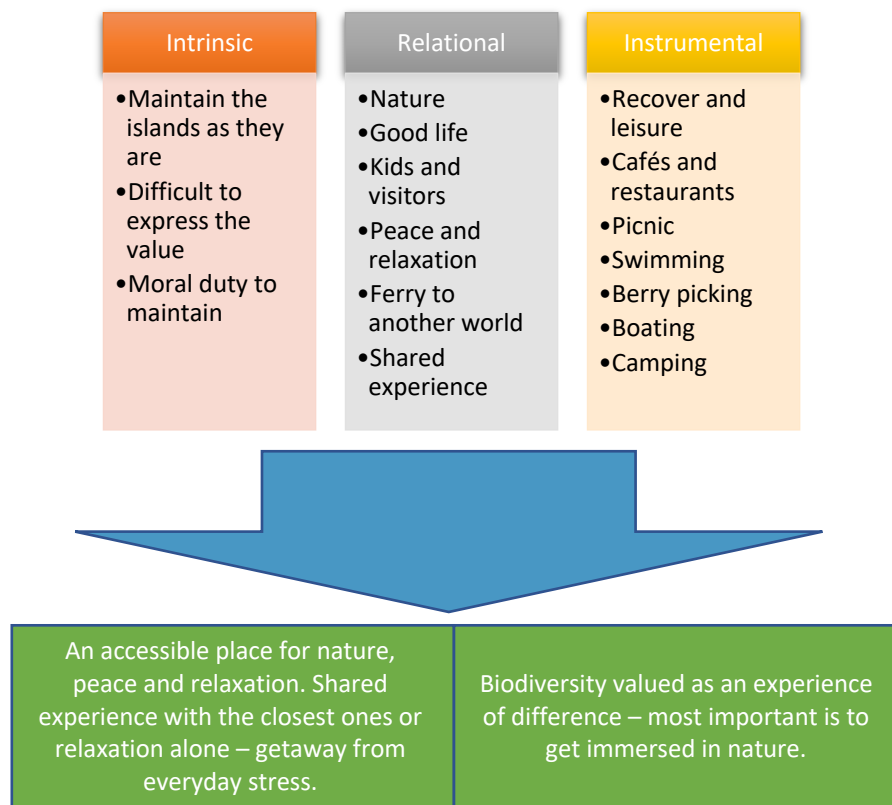 Intrinsic
•Maintain the
islands as they
are
•Difficult to
express the
value
•Moral duty to
maintain
Relational
•Nature
•Good life
•Kids and
visitors
•Peace and
relaxation
•Ferry to
another world
•Shared
experience
Instrumental
•Recover and
leisure
•Cafés and
restaurants
•Picnic
•Swimming
•Berry picking
•Boating
•Camping
An accessible place for nature,
peace and relaxation. Shared
experience with the closest ones or
relaxation alone – getaway from
everyday stress.
Biodiversity valued as an experience
of difference – most important is to
get immersed in nature.